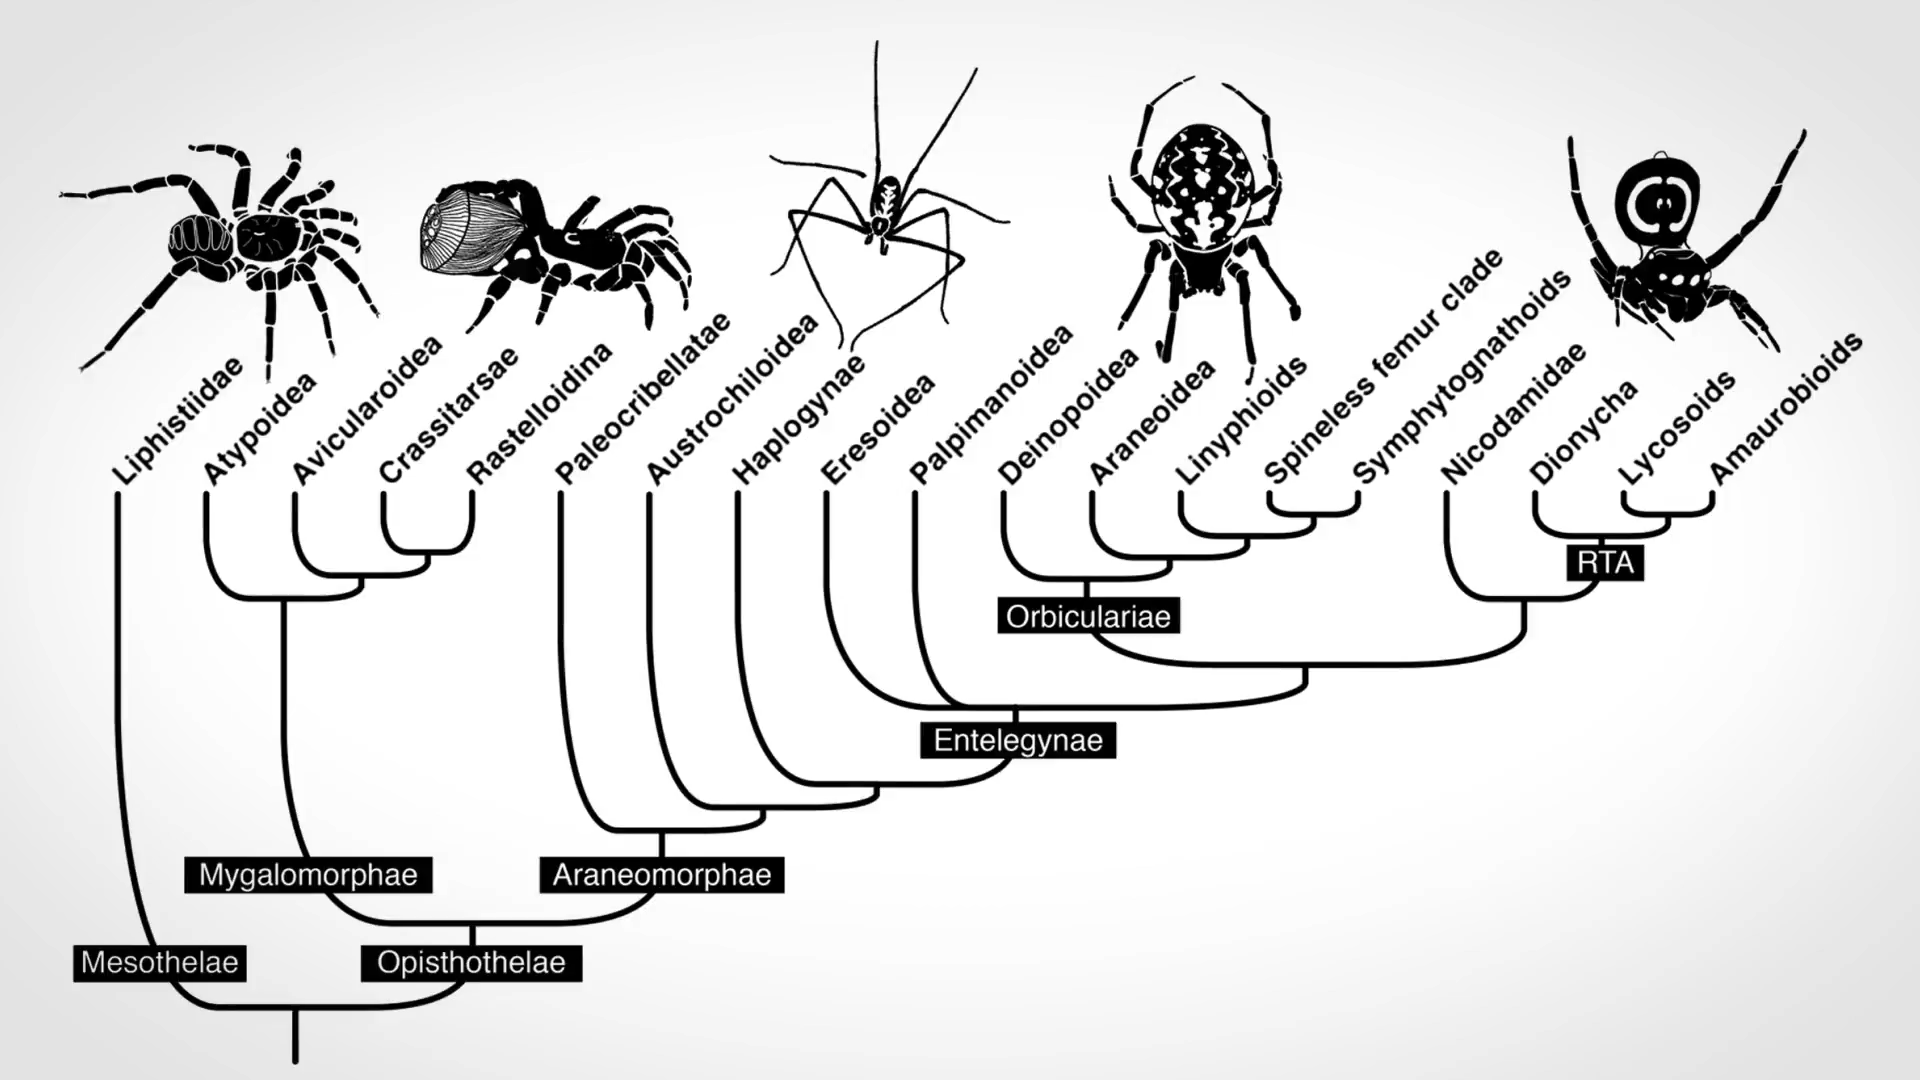 Liphistiidae
Atypoidea
Avicularoidea
Crassitarsae
Rastelloidina
Paleocribellatae
Austrochiloidea
Haplogynae
Eresoidea
Palpimanoidea
Deinopoidea
Araneoidea
Linyphioids
Spineless femur clade
Symphytognathoids
Nicodamidae
Dionycha
Lycosoids
Amaurobioids
RTA
Orbiculariae
Entelegynae
Mygalomorphae
Araneomorphae
Mesothelae
Opisthothelae